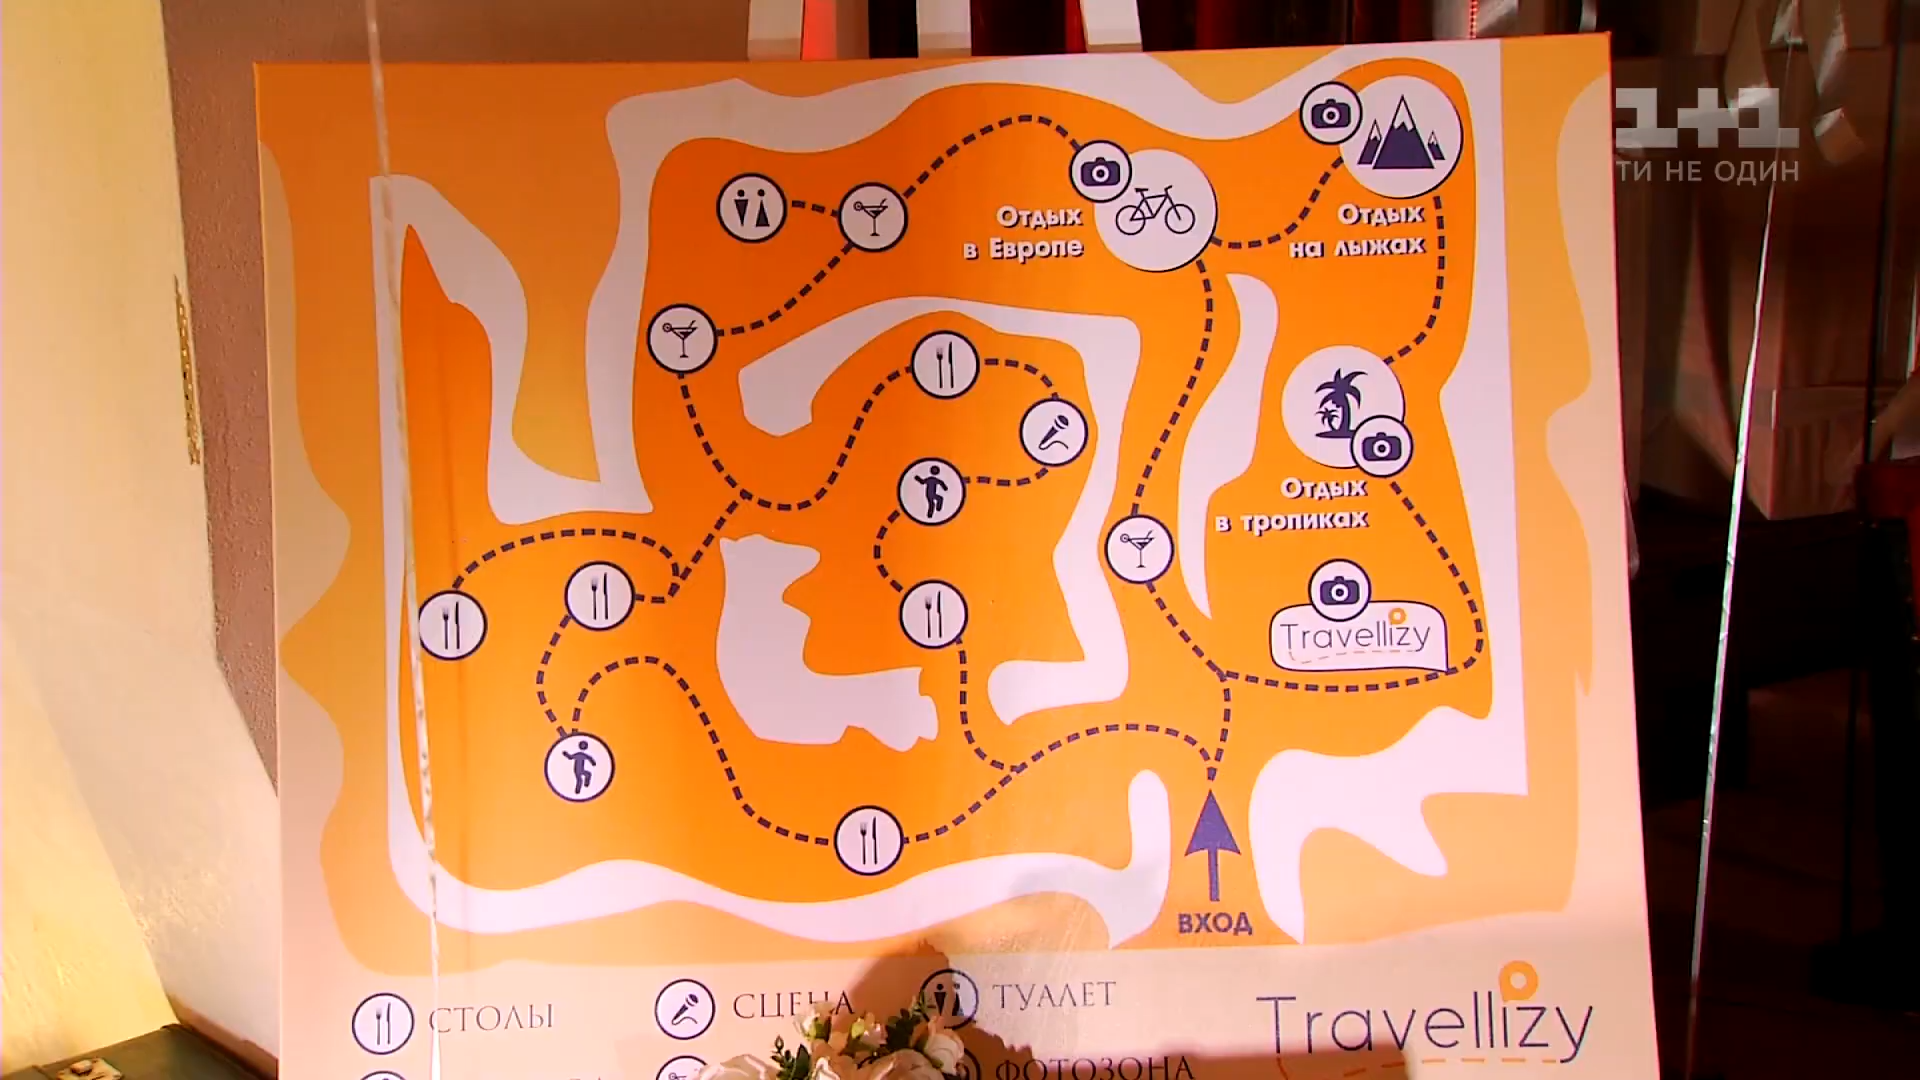 1+1
ТИ НЕ ОДИН
Отдых
в Европе
Отдых
на лыжах
Отдых
в тропиках
Travellizy
ВХОД
СТОЛЫ
СЦЕНА
ТУАЛЕТ
ФОТОЗОНА
Travellizy